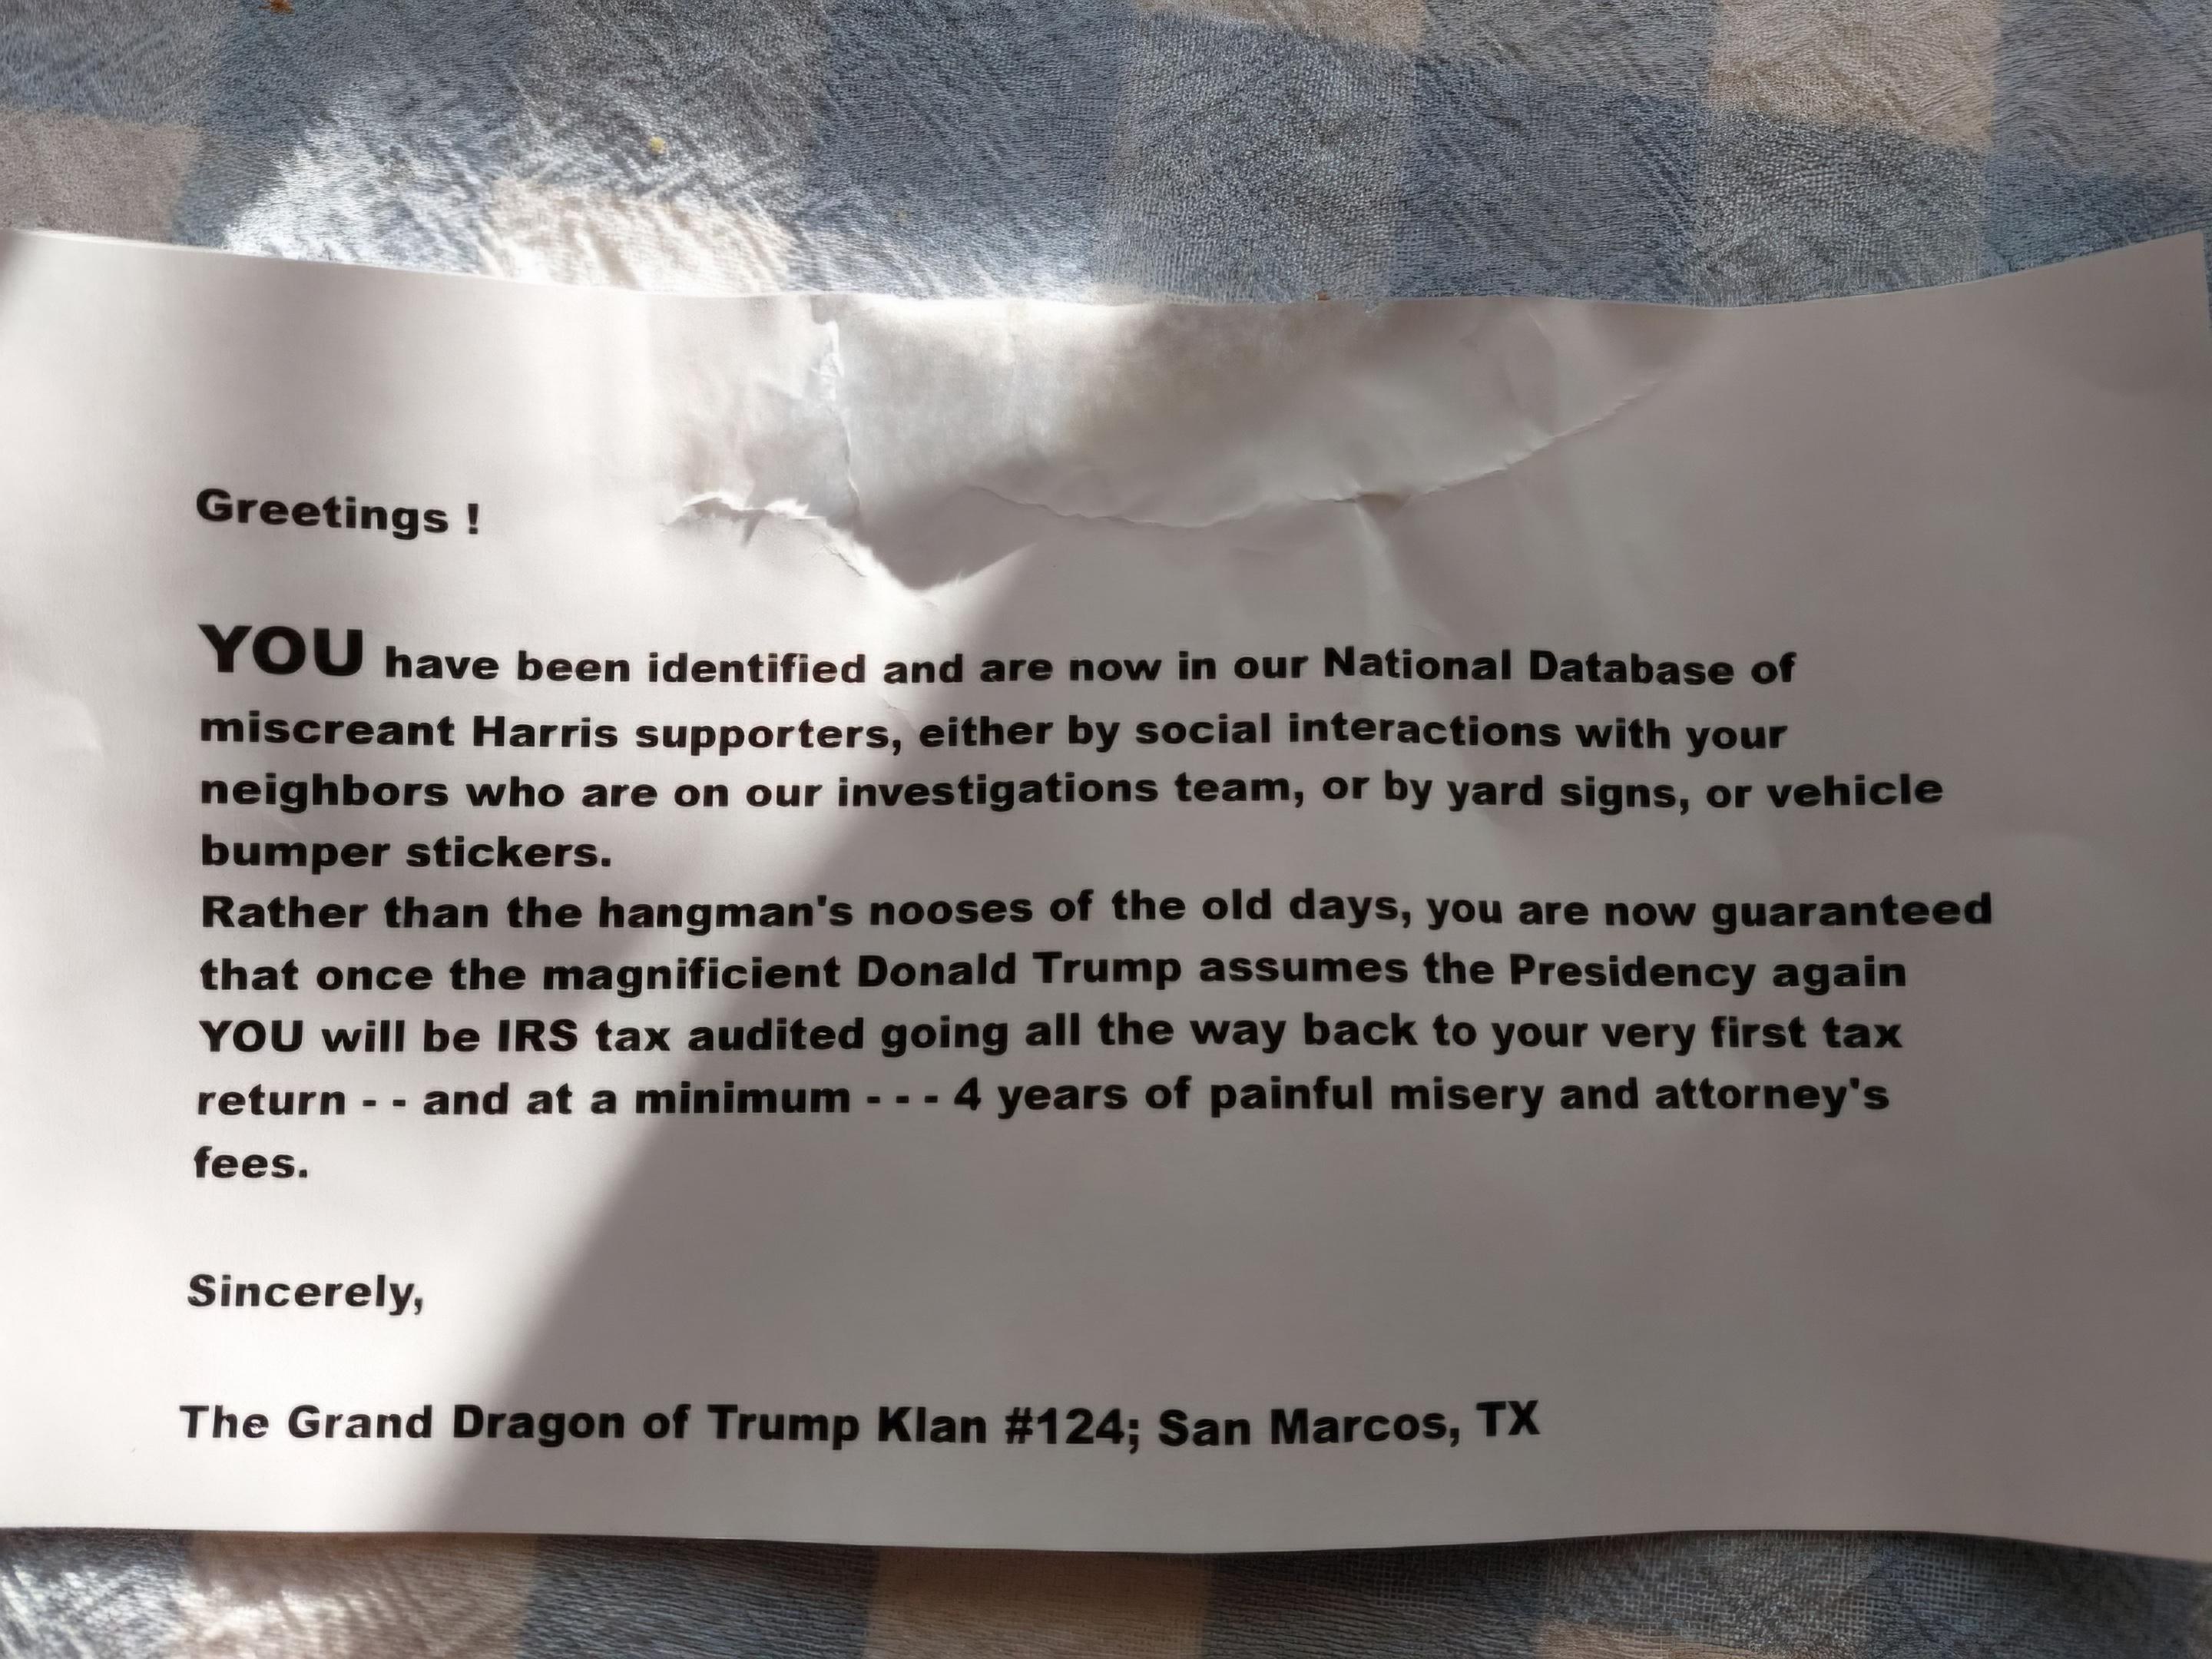 Greetings !
YOU have been identified and are now in our National Database of
miscreant Harris supporters, either by social interactions with your
neighbors who are on our investigations team, or by yard signs, or vehicle
bumper stickers.
Rather than the hangman's nooses of the old days, you are now guaranteed
that once the magnificient Donald Trump assumes the Presidency again
YOU will be IRS tax audited going all the way back to your very first tax
return - - and at a minimum - - - 4 years of painful misery and attorney's
fees.
Sincerely,
The Grand Dragon of Trump Klan #124; San Marcos, TX